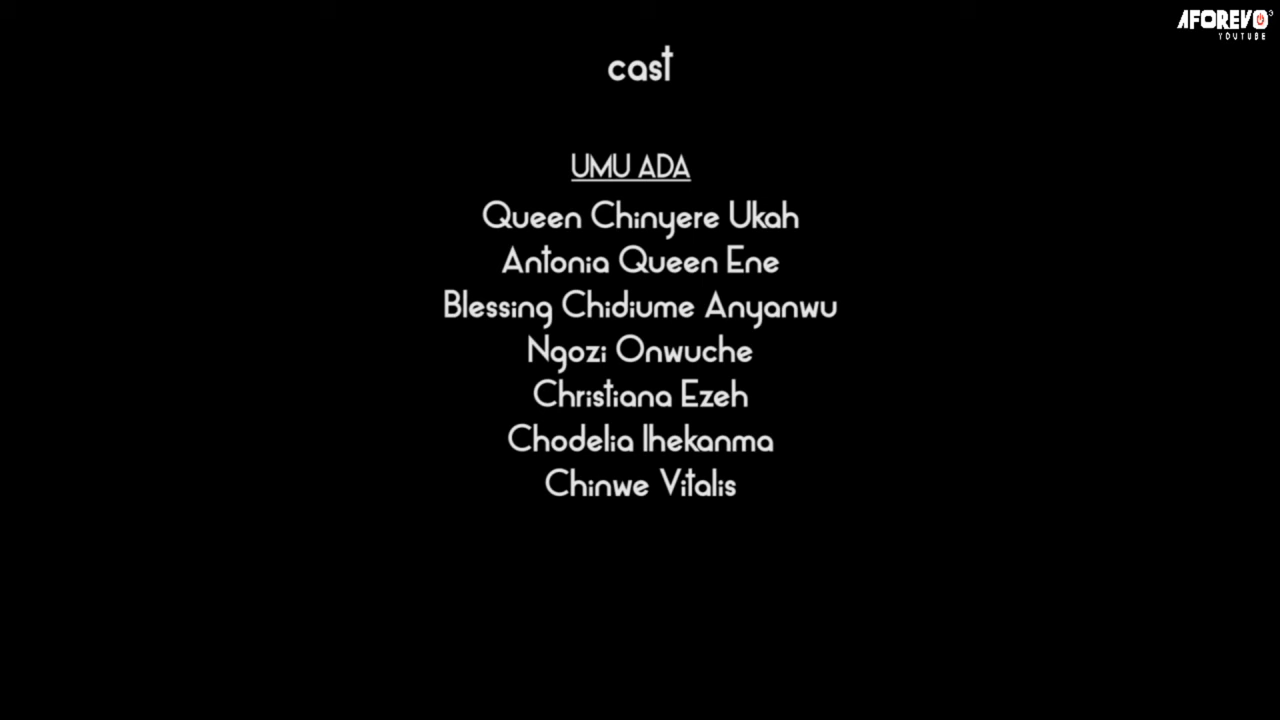 AFOREVO
YOUTUBE
cast
UMU ADA
Queen Chinyere Ukah
Antonia Queen Ene
Blessing Chidiume Anyanwu
Ngozi Onwuche
Christiana Ezeh
Chodelia Ihekanma
Chinwe Vitalis